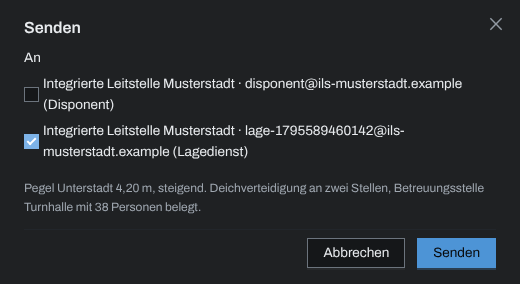 Senden
An
Integrierte Leitstelle Musterstadt · disponent@ils-musterstadt.example
(Disponent)
Integrierte Leitstelle Musterstadt · lage-1795589460142@ils-
musterstadt.example (Lagedienst)
Pegel Unterstadt 4,20 m, steigend. Deichverteidigung an zwei Stellen, Betreuungsstelle
Turnhalle mit 38 Personen belegt.
Abbrechen
Senden